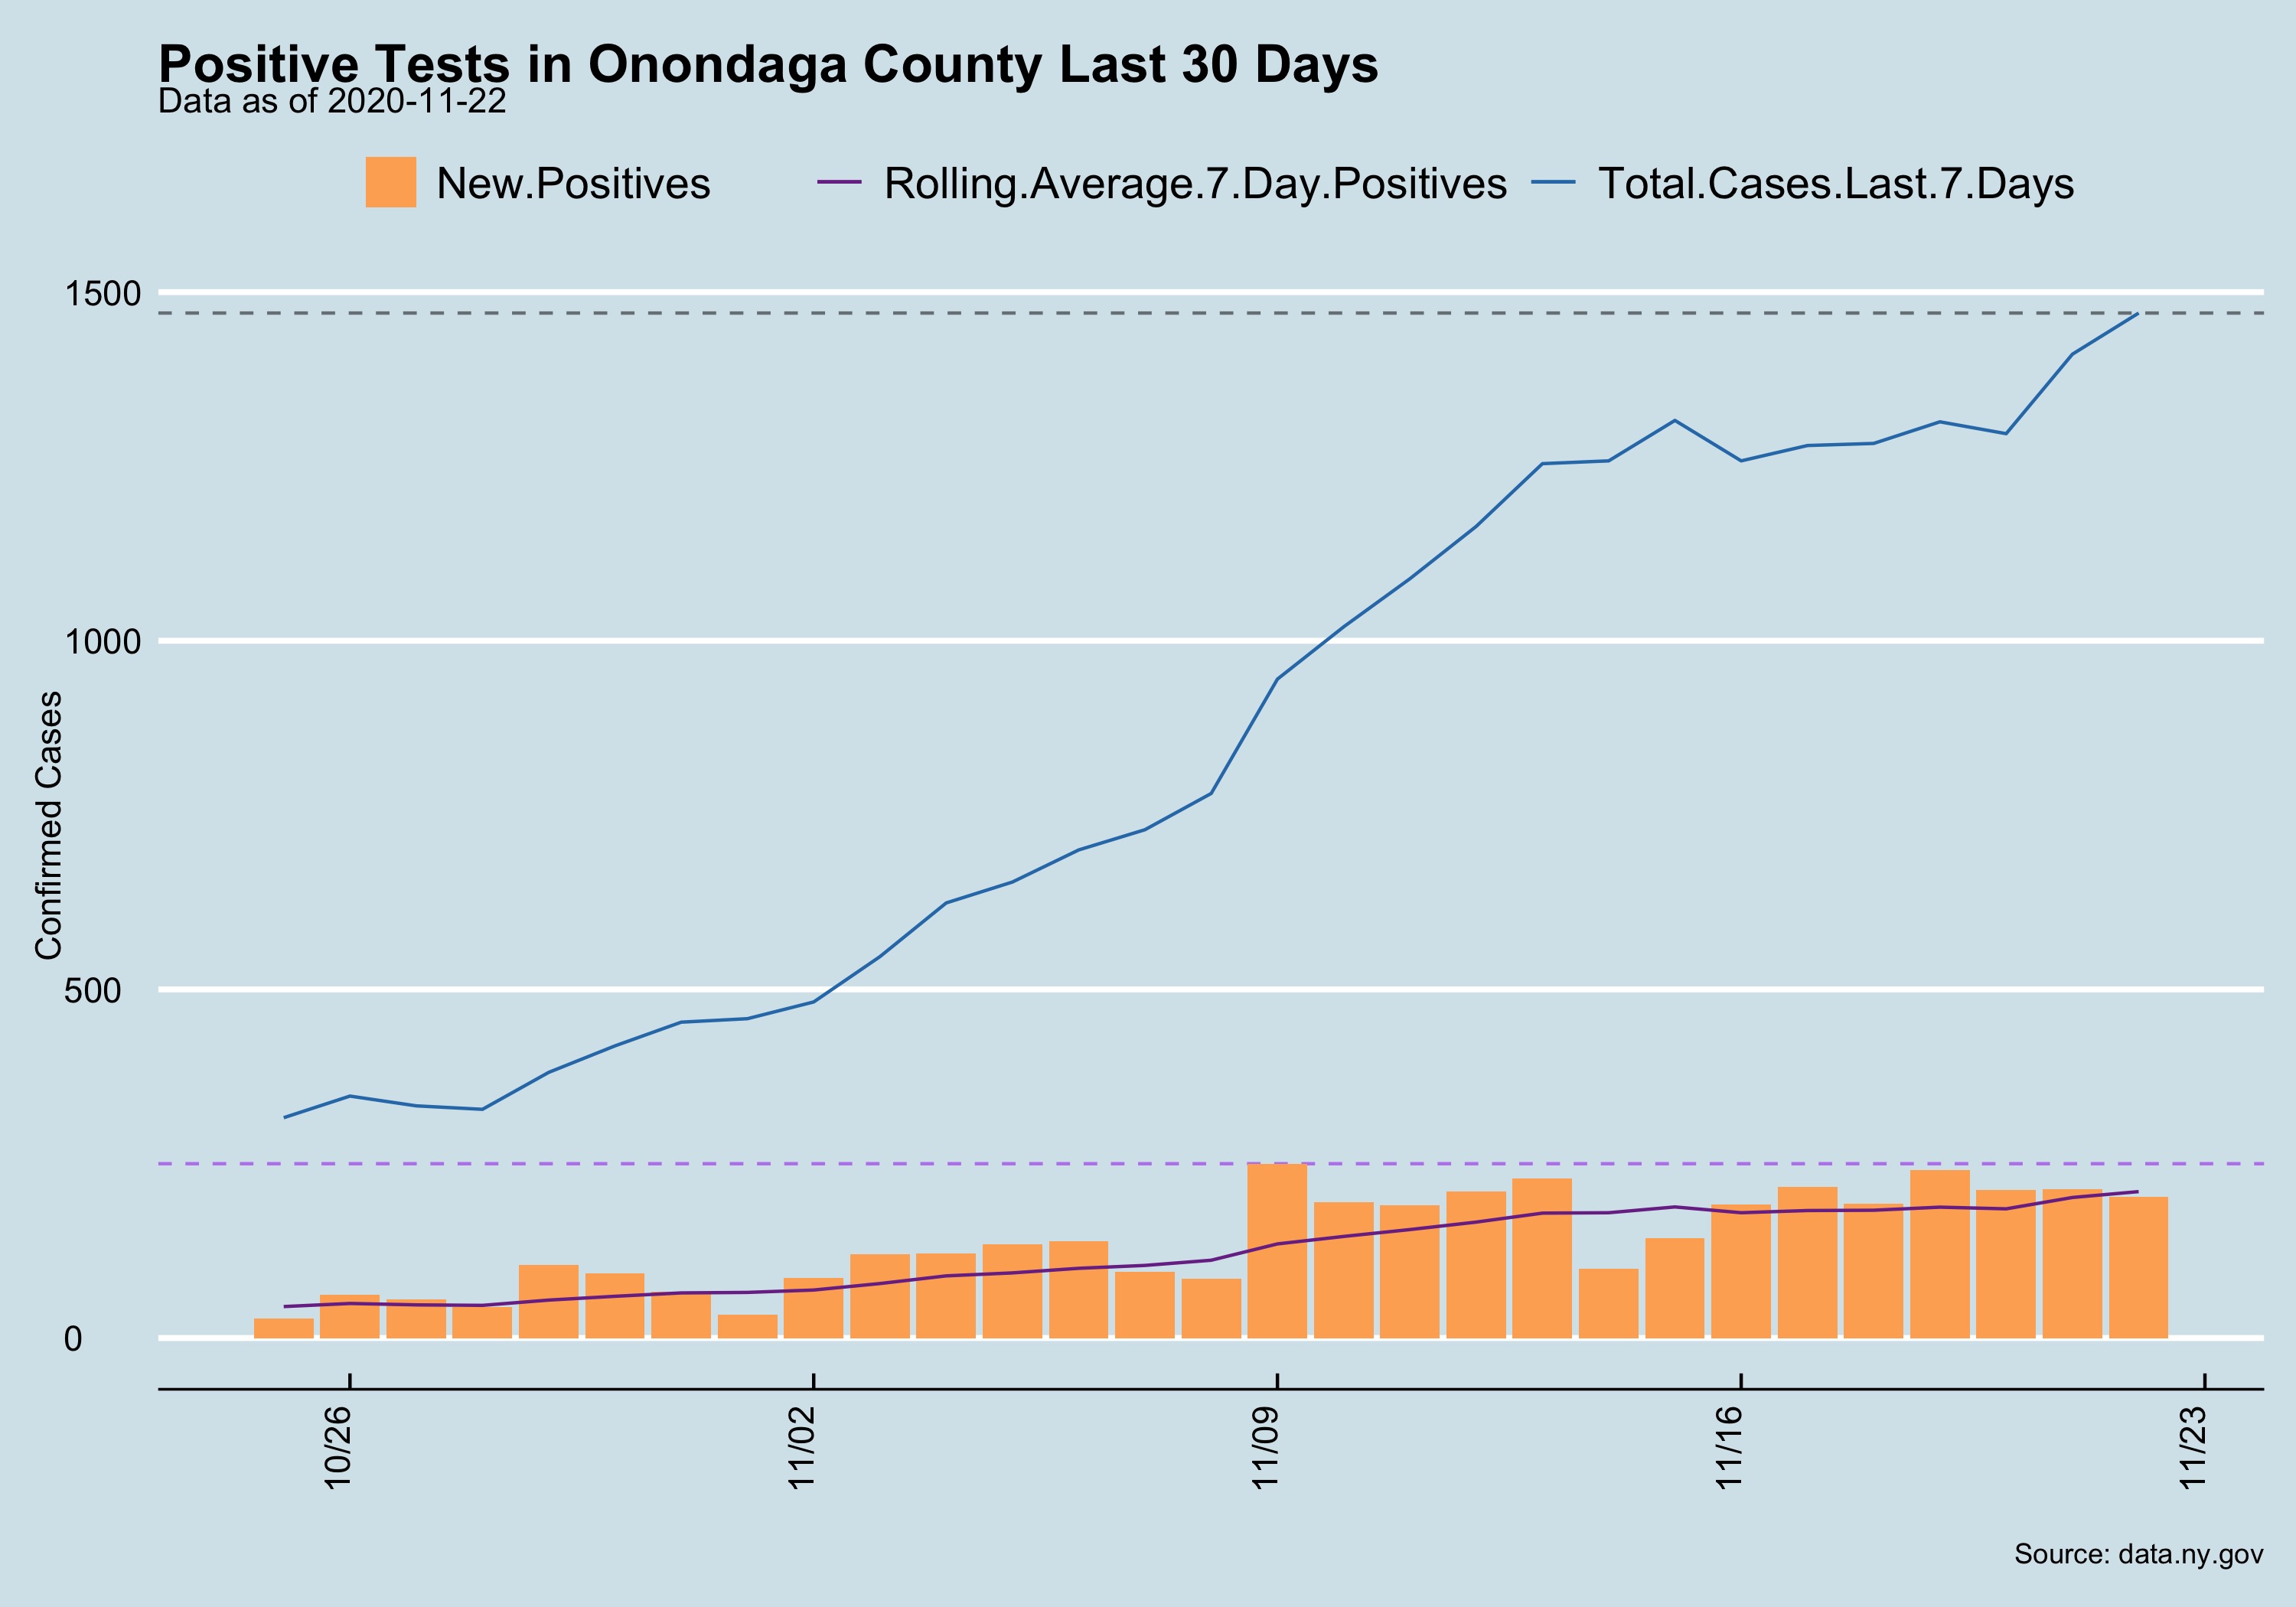 Positive Tests in Onondaga County Last 30 Days
Data as of 2020-11-22
New.Positives
Rolling.Average.7.Day.Positives
Total.Cases.Last.7.Days
1500
1000
500
0
Confirmed Cases
10/26
11/02
11/09
11/16
11/23
Source: data.ny.gov